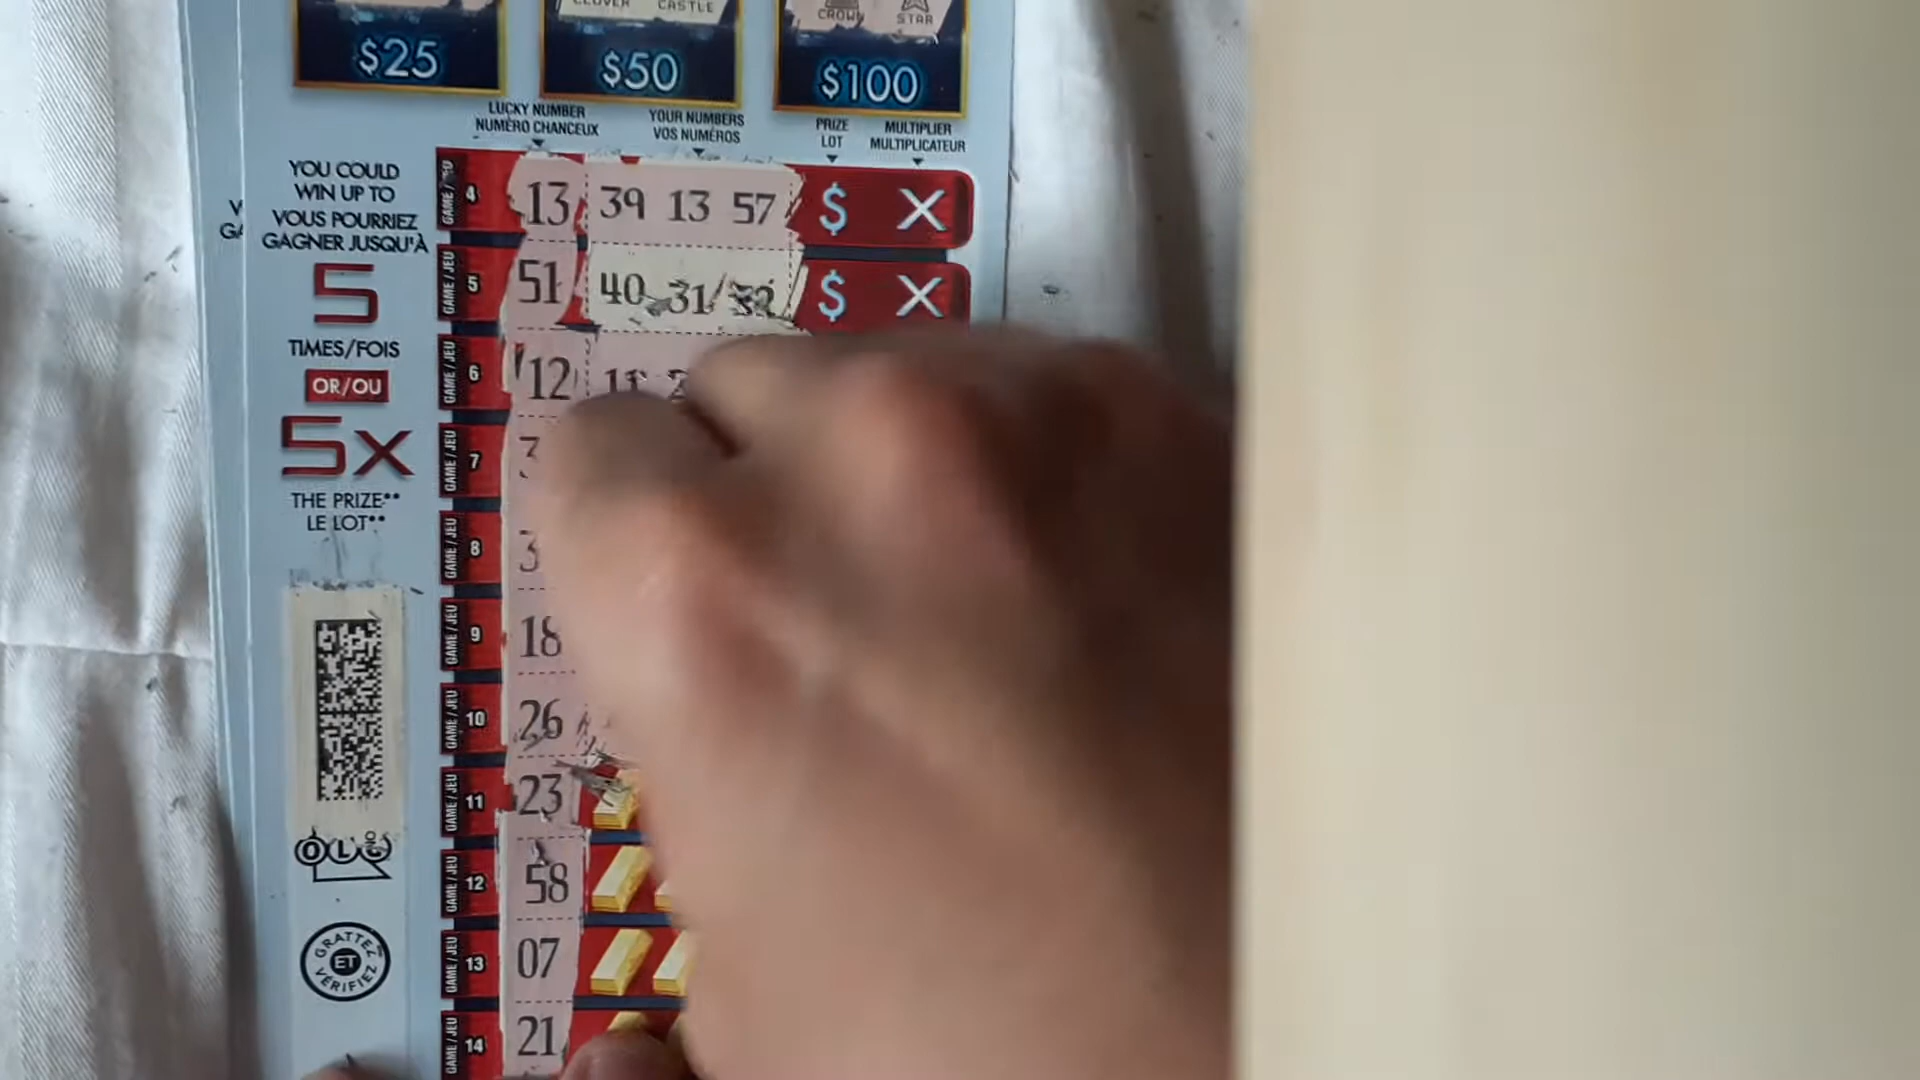 CLOVER CASTLE
CROWN STAR
$25 $50 $100
LUCKY NUMBER
NUMÉRO CHANCEUX
YOUR NUMBERS
VOS NUMÉROS
PRIZE
LOT
MULTIPLIER
MULTIPLICATEUR
YOU COULD
WIN UP TO
VOUS POURRIEZ
GAGNER JUSQU'À
5
TIMES/FOIS
OR/OU
5X
THE PRIZE**
LE LOT**
OLG
GRATTEZ
ET
VÉRIFIEZ
GAME / JEU 4 13 39 13 57 $ X
GAME / JEU 5 51 40 31 $ X
GAME / JEU 6 12
GAME / JEU 7
GAME / JEU 8
GAME / JEU 9 18
GAME / JEU 10 26
GAME / JEU 11 23
GAME / JEU 12 58
GAME / JEU 13 07
GAME / JEU 14 21